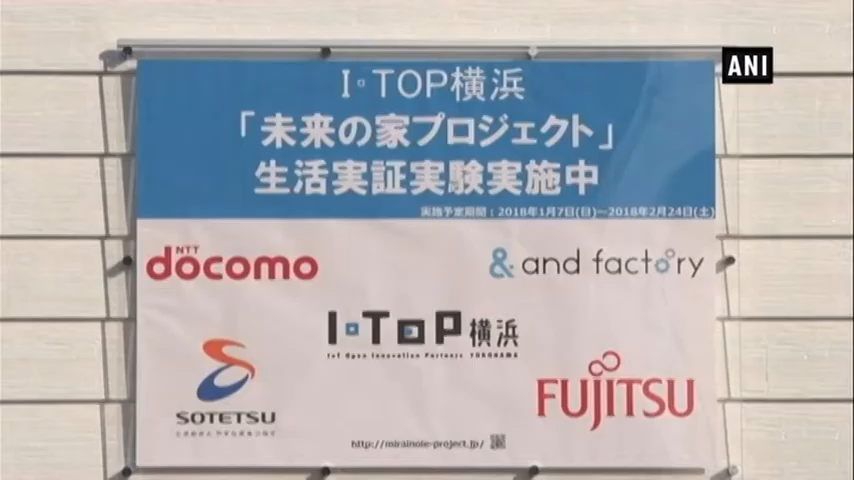 ANI
I・TOP横浜
「未来の家プロジェクト」
生活実証実験実施中
実施予定期間：2018年1月7日(日)～2018年2月24日(土)
NTT
docomo
& and factory
I・TOP 横浜
IoT Open Innovation Partners YOKOHAMA
SOTETSU
FUJITSU
http://mirainoie-project.jp/